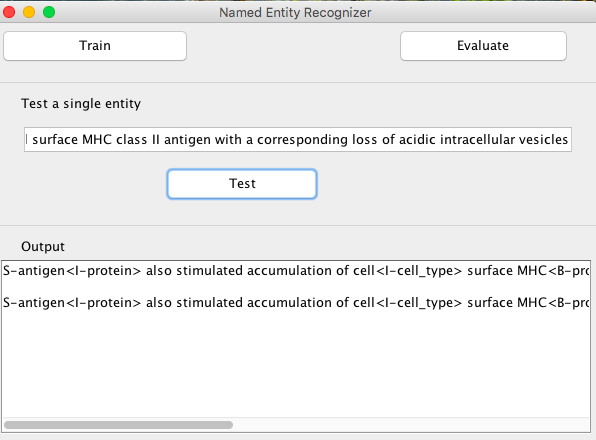 Named Entity Recognizer
Train Evaluate
Test a single entity
surface MHC class II antigen with a corresponding loss of acidic intracellular vesicles
Test
Output
S-antigen<I-protein> also stimulated accumulation of cell<I-cell_type> surface MHC<B-pro
S-antigen<I-protein> also stimulated accumulation of cell<I-cell_type> surface MHC<B-pro